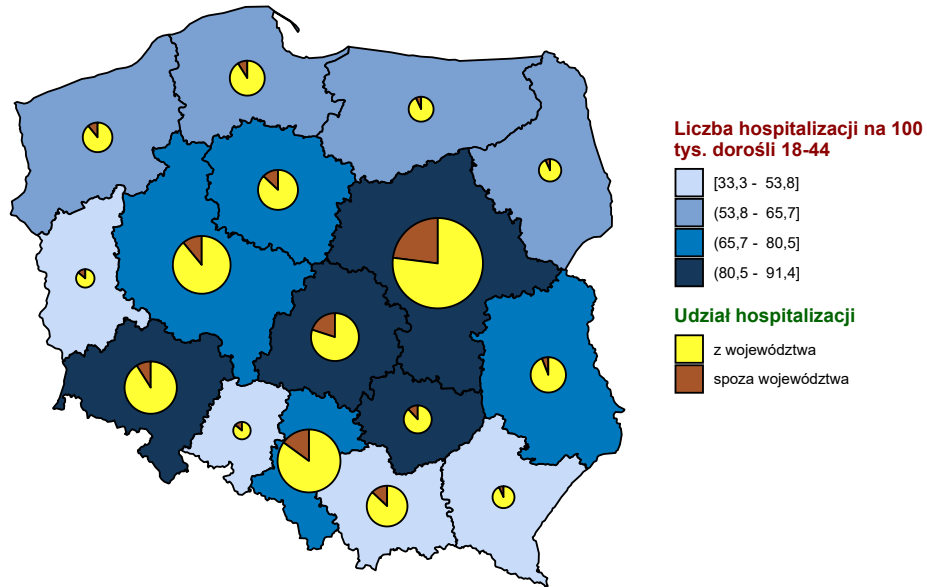 Liczba hospitalizacji na 100
tys. dorośli 18-44
[33,3 - 53,8]
(53,8 - 65,7]
(65,7 - 80,5]
(80,5 - 91,4]
Udział hospitalizacji
z województwa
spoza województwa